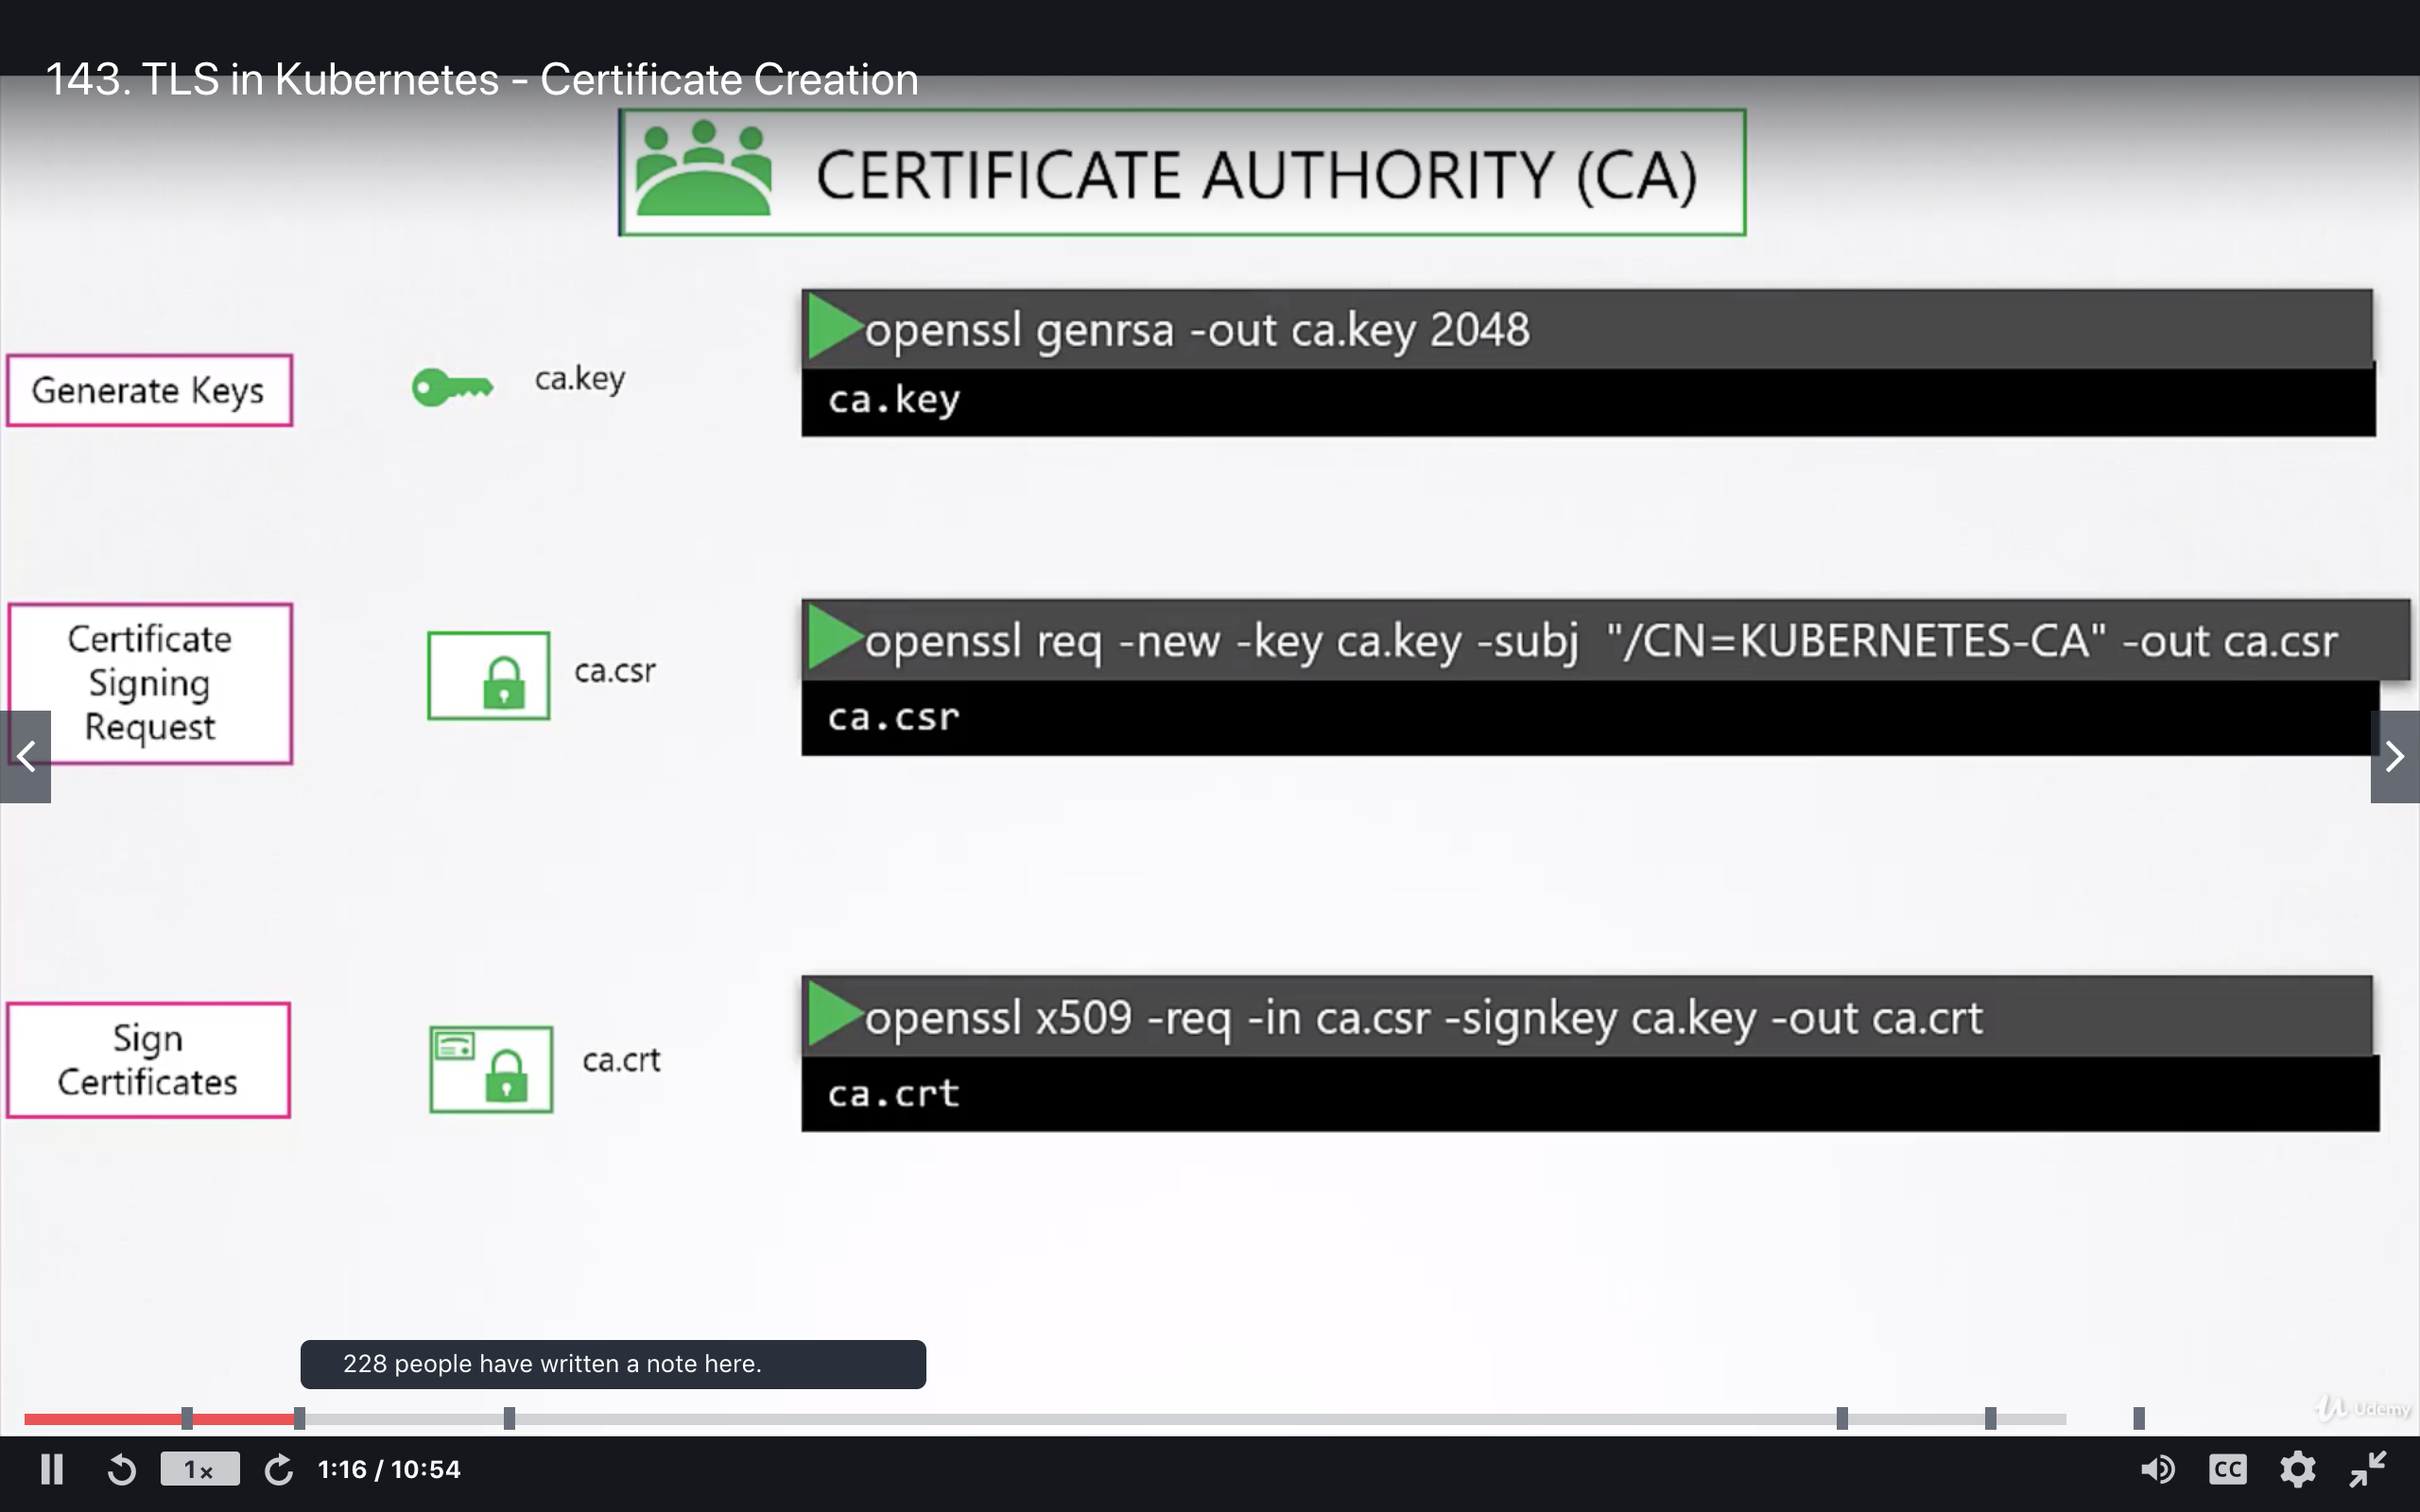 143. TLS in Kubernetes - Certificate Creation
CERTIFICATE AUTHORITY (CA)
Generate Keys
ca.key
openssl genrsa -out ca.key 2048
ca.key
Certificate
Signing
Request
ca.csr
openssl req -new -key ca.key -subj "/CN=KUBERNETES-CA" -out ca.csr
ca.csr
Sign
Certificates
ca.crt
openssl x509 -req -in ca.csr -signkey ca.key -out ca.crt
ca.crt
228 people have written a note here.
Udemy
1x
1:16 / 10:54
CC